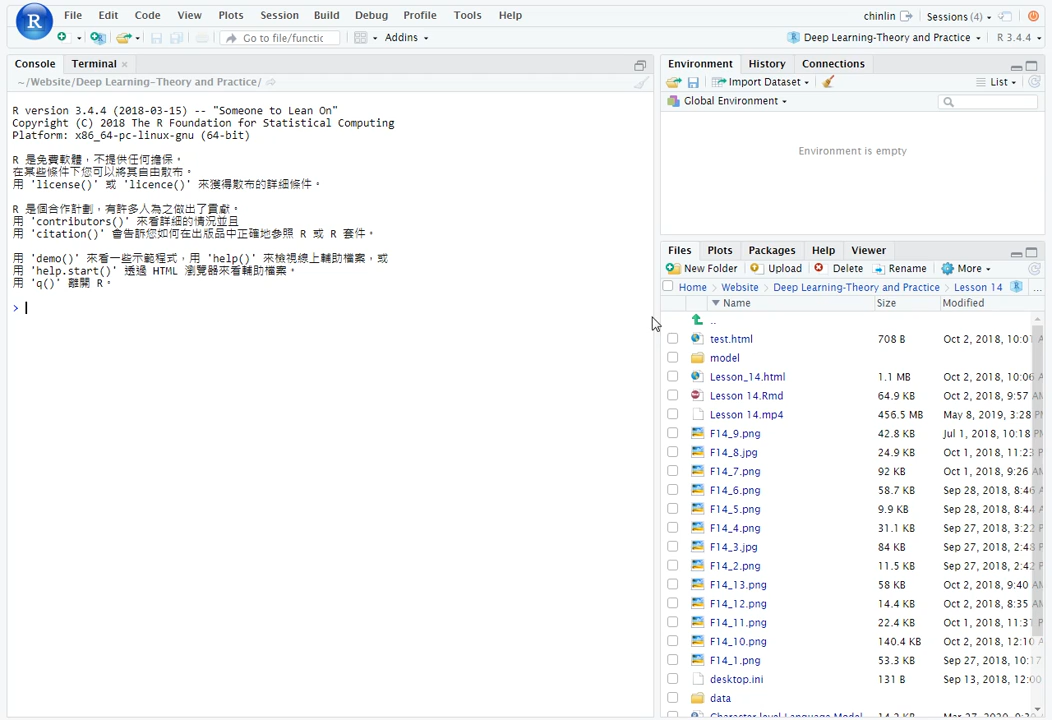 File Edit Code View Plots Session Build Debug Profile Tools Help
chinlin Sessions (4)
Go to file/functic Addins
Deep Learning-Theory and Practice R 3.4.4
Console Terminal
~/Website/Deep Learning-Theory and Practice/
R version 3.4.4 (2018-03-15) -- "Someone to Lean On"
Copyright (C) 2018 The R Foundation for Statistical Computing
Platform: x86_64-pc-linux-gnu (64-bit)
R 是免費軟體，不提供任何擔保。
在某些條件下您可以將其自由散布。
用 'license()' 或 'licence()' 來獲得散布的詳細條件。
R 是個合作計劃，有許多人為之做出了貢獻。
用 'contributors()' 來看詳細的情況並且
用 'citation()' 會告訴您如何在出版品中正確地參照 R 或 R 套件。
用 'demo()' 來看一些示範程式，用 'help()' 來檢視線上輔助檔案，或
用 'help.start()' 透過 HTML 瀏覽器來看輔助檔案。
用 'q()' 離開 R。
>
Environment History Connections
Import Dataset List
Global Environment
Environment is empty
Files Plots Packages Help Viewer
New Folder Upload Delete Rename More
Home Website Deep Learning-Theory and Practice Lesson 14 ...
Name Size Modified
..
test.html 708 B Oct 2, 2018, 10:01 A
model
Lesson_14.html 1.1 MB Oct 2, 2018, 10:06 A
Lesson 14.Rmd 64.9 KB Oct 2, 2018, 9:57 AM
Lesson 14.mp4 456.5 MB May 8, 2019, 3:28 P
F14_9.png 42.8 KB Jul 1, 2018, 10:18 P
F14_8.jpg 24.9 KB Oct 1, 2018, 11:23 P
F14_7.png 92 KB Oct 1, 2018, 9:26 A
F14_6.png 58.7 KB Sep 28, 2018, 8:46 A
F14_5.png 9.9 KB Sep 28, 2018, 8:44 A
F14_4.png 31.1 KB Sep 27, 2018, 3:22 P
F14_3.jpg 84 KB Sep 27, 2018, 2:48 P
F14_2.png 11.5 KB Sep 27, 2018, 2:42 P
F14_13.png 58 KB Oct 2, 2018, 9:40 A
F14_12.png 14.4 KB Oct 2, 2018, 8:35 A
F14_11.png 22.4 KB Oct 1, 2018, 11:31 P
F14_10.png 140.4 KB Oct 2, 2018, 12:10
F14_1.png 53.3 KB Sep 27, 2018, 10:17
desktop.ini 131 B Sep 13, 2018, 12:00
data
Character-level Language Model 14.2 KB Mar 27, 2020